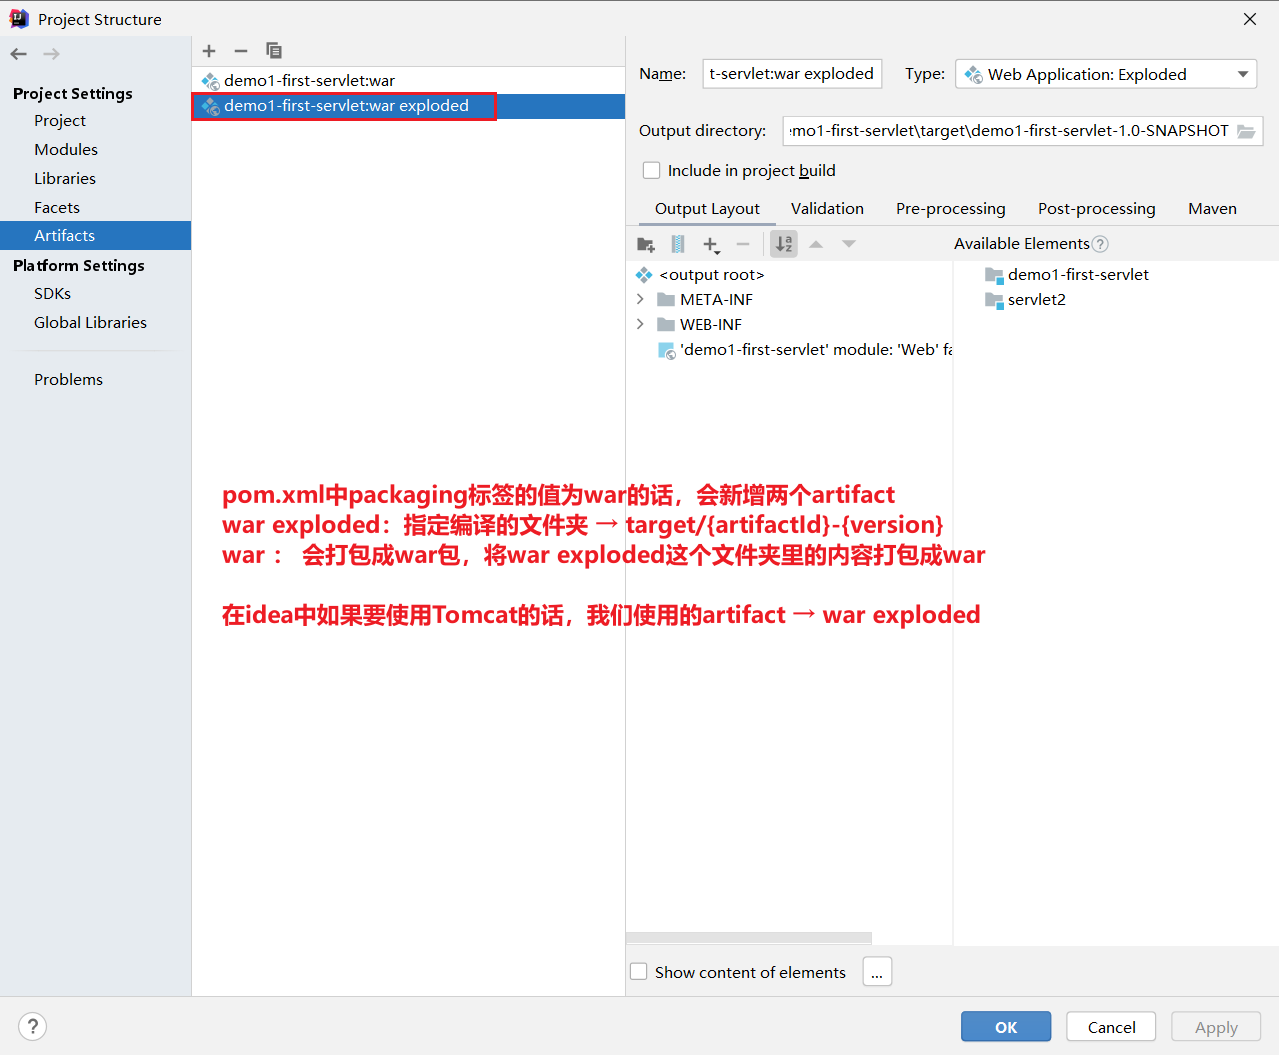 Project Structure
Project Settings
Project
Modules
Libraries
Facets
Artifacts
Platform Settings
SDKs
Global Libraries
Problems
demo1-first-servlet:war
demo1-first-servlet:war exploded
Name: t-servlet:war exploded Type: Web Application: Exploded
Output directory: emo1-first-servlet\target\demo1-first-servlet-1.0-SNAPSHOT
Include in project build
Output Layout Validation Pre-processing Post-processing Maven
Available Elements ?
<output root>
META-INF
WEB-INF
'demo1-first-servlet' module: 'Web' fa
demo1-first-servlet
servlet2
pom.xml中packaging标签的值为war的话，会新增两个artifact
war exploded：指定编译的文件夹 → target/{artifactId}-{version}
war ： 会打包成war包，将war exploded这个文件夹里的内容打包成war
在idea中如果要使用Tomcat的话，我们使用的artifact → war exploded
Show content of elements ...
? OK Cancel Apply